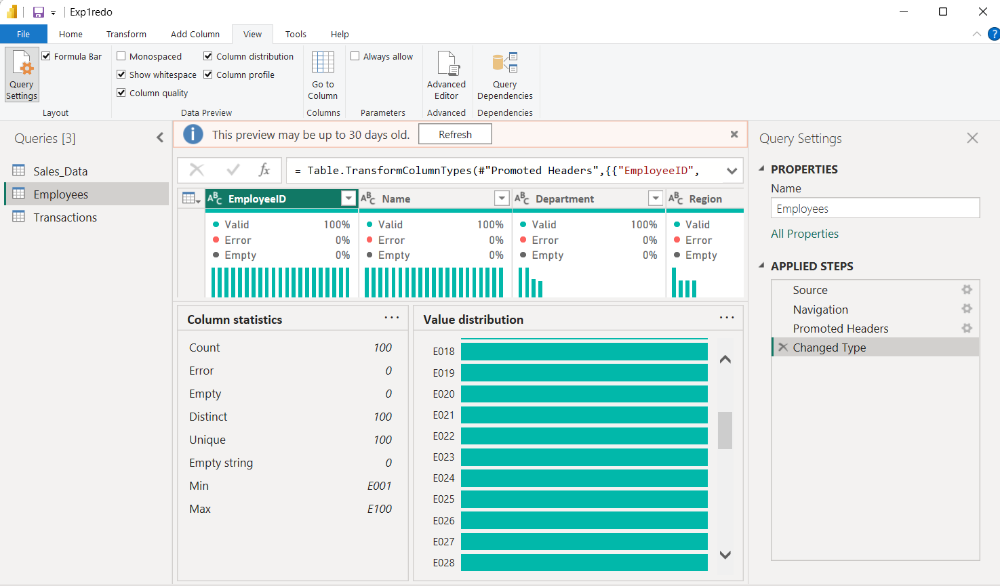 Exp1redo
File Home Transform Add Column View Tools Help
Query Settings
Formula Bar
Layout
Monospaced
Show whitespace
Column quality
Column distribution
Column profile
Data Preview
Go to Column
Columns
Always allow
Parameters
Advanced Editor
Advanced
Query Dependencies
Dependencies
Queries [3]
Sales_Data
Employees
Transactions
This preview may be up to 30 days old. Refresh
fx = Table.TransformColumnTypes(#"Promoted Headers",{{"EmployeeID",
ABC EmployeeID ABC Name ABC Department ABC Region
Valid 100% Valid 100% Valid 100% Valid
Error 0% Error 0% Error 0% Error
Empty 0% Empty 0% Empty 0% Empty
Column statistics ...
Count 100
Error 0
Empty 0
Distinct 100
Unique 100
Empty string 0
Min E001
Max E100
Value distribution ...
E018
E019
E020
E021
E022
E023
E024
E025
E026
E027
E028
Query Settings
PROPERTIES
Name
Employees
All Properties
APPLIED STEPS
Source
Navigation
Promoted Headers
Changed Type